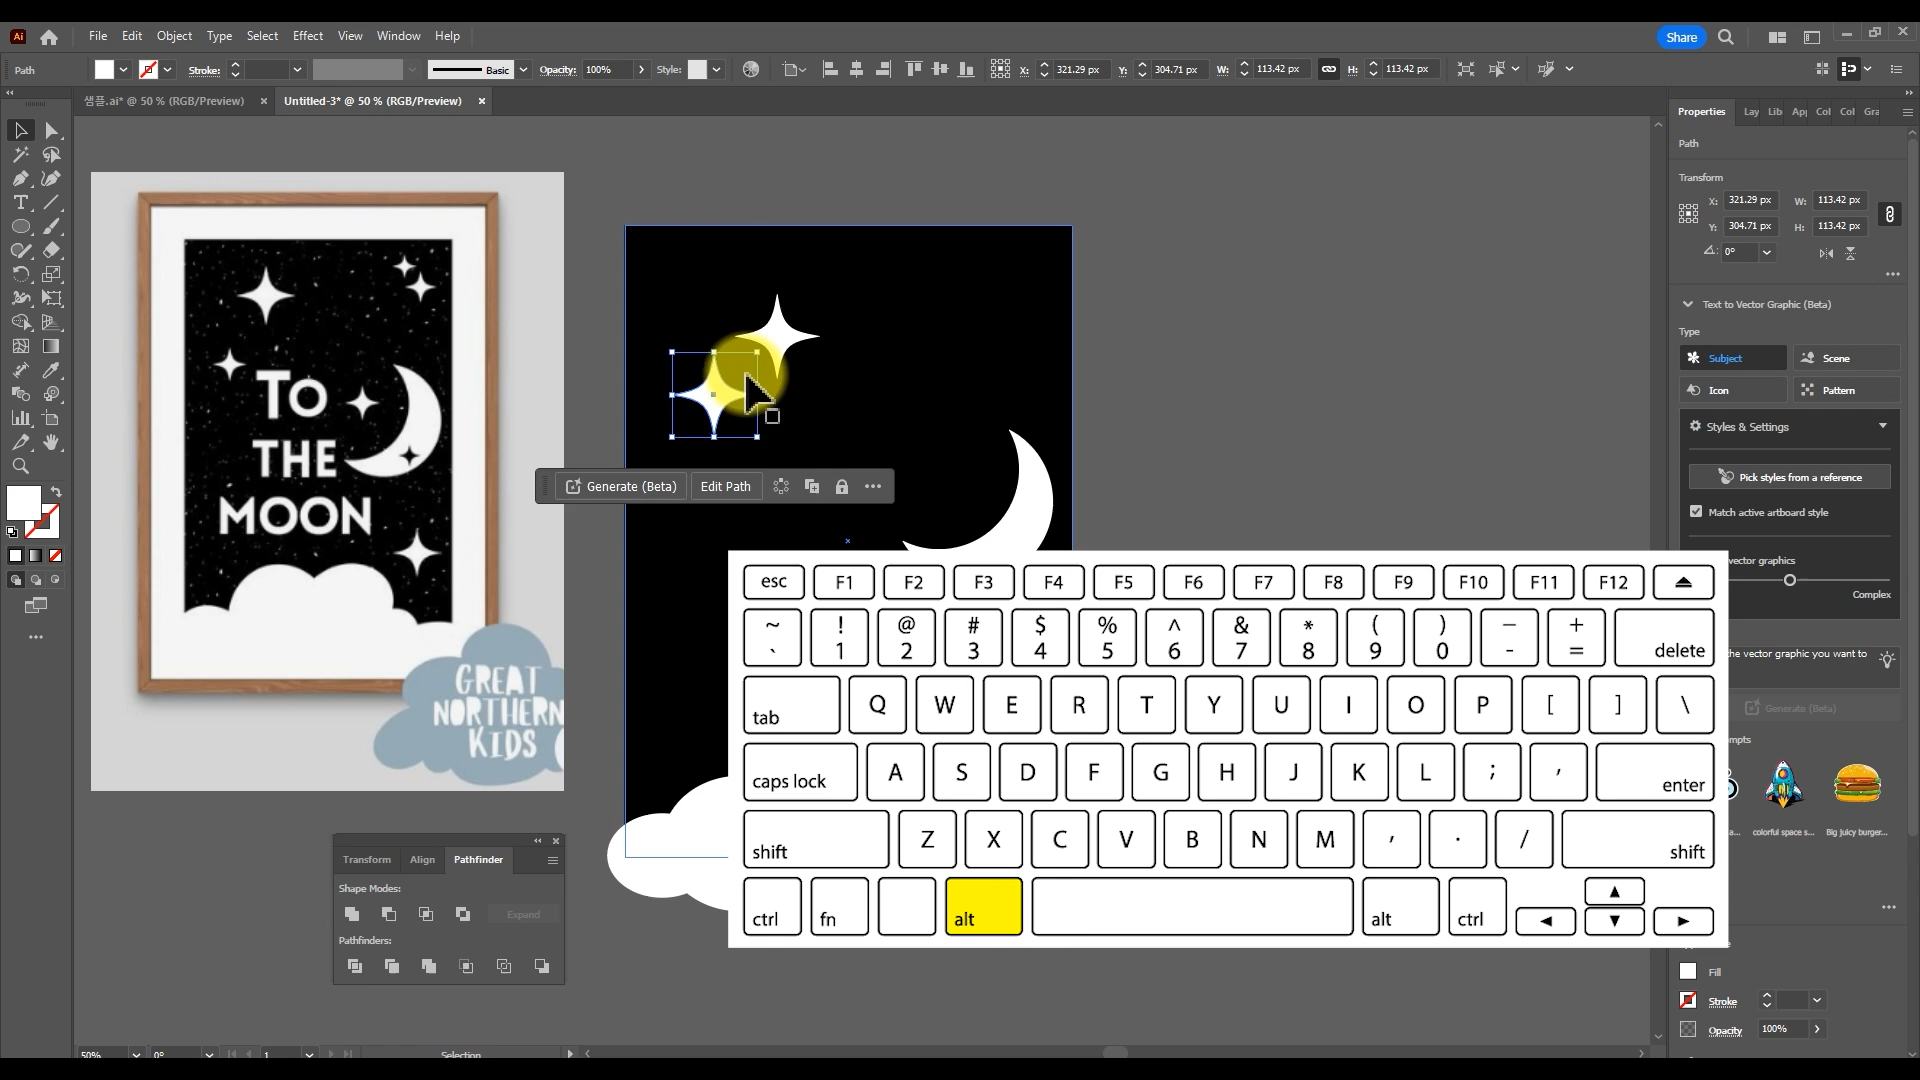 Ai File Edit Object Type Select Effect View Window Help Share
Path Stroke: Basic Opacity: 100% Style: X: 321.29 px Y: 304.71 px W: 113.42 px H: 113.42 px
샘플.ai* @ 50 % (RGB/Preview) × Untitled-3* @ 50 % (RGB/Preview) ×
Properties Lay Lib Ap Col Col Gra
Path
Transform
X: 321.29 px W: 113.42 px
Y: 304.71 px H: 113.42 px
0°
Text to Vector Graphic (Beta)
Type
Subject Scene
Icon Pattern
Styles & Settings
Pick styles from a reference
Match active artboard style
vector graphics
Complex
the vector graphic you want to
Generate (Beta)
mpts
a... colorful space s... Big juicy burger...
Fill
Stroke
Opacity 100%
TO
THE
MOON
GREAT
NORTHERN
KIDS
Generate (Beta) Edit Path
Transform Align Pathfinder
Shape Modes:
Expand
Pathfinders:
esc F1 F2 F3 F4 F5 F6 F7 F8 F9 F10 F11 F12
~ ! @ # $ % ^ & * ( ) — +
` 1 2 3 4 5 6 7 8 9 0 - = delete
tab Q W E R T Y U I O P [ ] \
caps lock A S D F G H J K L ; ′ enter
shift Z X C V B N M , . / shift
ctrl fn alt alt ctrl
50% 0° 1 Selection